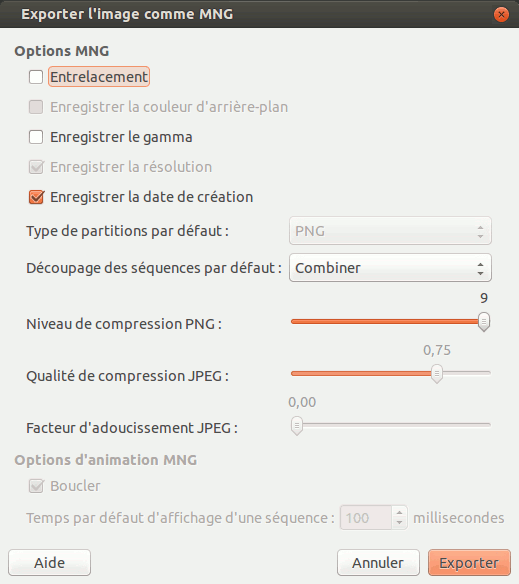 Exporter l'image comme MNG
Options MNG
Entrelacement
Enregistrer la couleur d'arrière-plan
Enregistrer le gamma
Enregistrer la résolution
Enregistrer la date de création
Type de partitions par défaut : PNG
Découpage des séquences par défaut : Combiner
9
Niveau de compression PNG :
0,75
Qualité de compression JPEG :
0,00
Facteur d'adoucissement JPEG :
Options d'animation MNG
Boucler
Temps par défaut d'affichage d'une séquence : 100 millisecondes
Aide Annuler Exporter